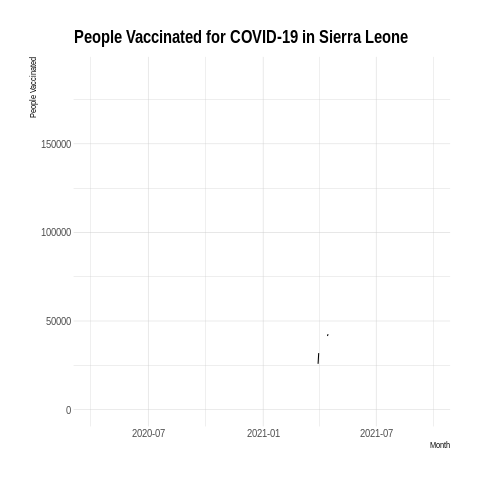 People Vaccinated for COVID-19 in Sierra Leone
People Vaccinated
150000
100000
50000
0
2020-07
2021-01
2021-07
Month